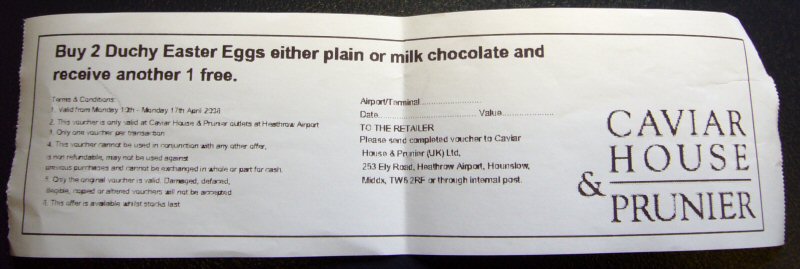 Buy 2 Duchy Easter Eggs either plain or milk chocolate and
receive another 1 free.
Terms & Conditions:
1. valid from Monday 10th - Monday 17th April 2006
2. This voucher is only valid at Caviar House & Prunier outlets at Heathrow Airport
3. Only one voucher per transaction
4. This voucher cannot be used in conjunction with any other offer,
is non refundable, may not be used against
previous purchases and cannot be exchanged in whole or part for cash.
5. Only the original voucher is valid. Damaged, defaced,
illegible, copied or altered vouchers will not be accepted.
6. This offer is available whilst stocks last
Airport/Terminal
Date Value
TO THE RETAILER
Please send completed voucher to Caviar
House & Prunier (UK) Ltd,
253 Ely Road, Heathrow Airport, Hounslow,
Middx, TW6 2RF or through internal post.
CAVIAR
HOUSE
&
PRUNIER